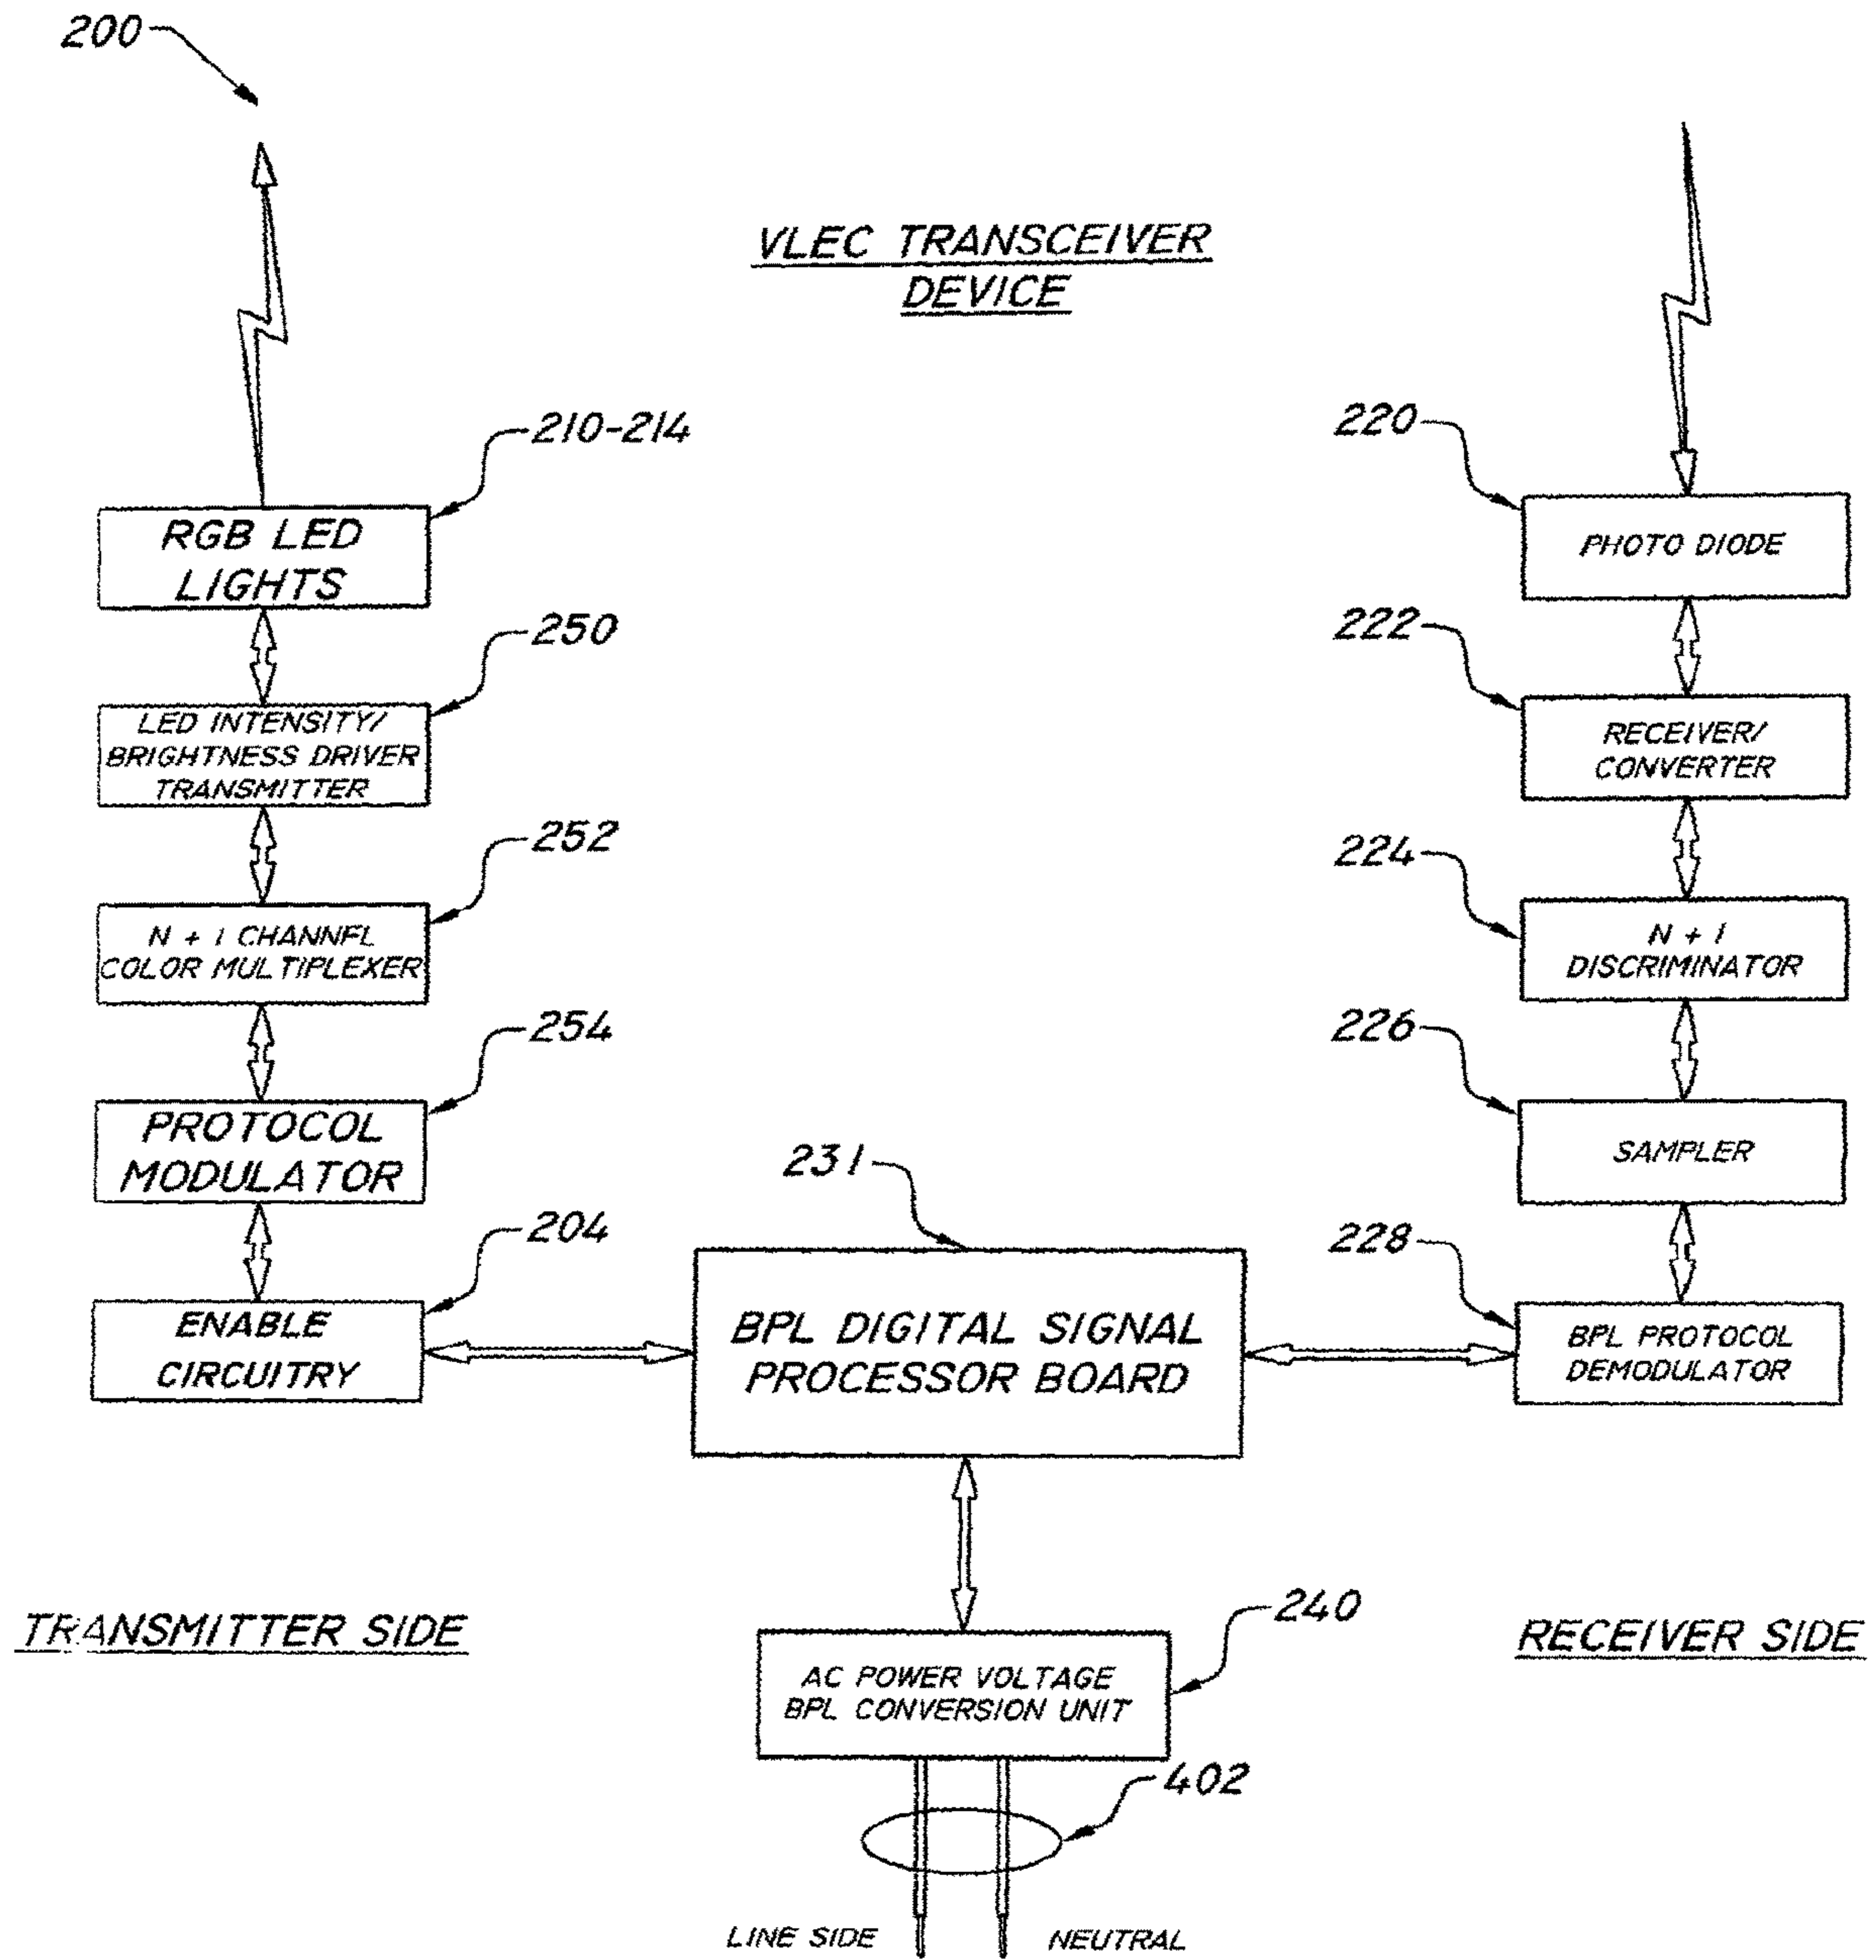 200
VLEC TRANSCEIVER
DEVICE
210-214
RGB LED
LIGHTS
250
LED INTENSITY/
BRIGHTNESS DRIVER
TRANSMITTER
252
N + 1 CHANNEL
COLOR MULTIPLEXER
254
PROTOCOL
MODULATOR
204
ENABLE
CIRCUITRY
231
BPL DIGITAL SIGNAL
PROCESSOR BOARD
220
PHOTO DIODE
222
RECEIVER/
CONVERTER
224
N + 1
DISCRIMINATOR
226
SAMPLER
228
BPL PROTOCOL
DEMODULATOR
TRANSMITTER SIDE
240
AC POWER VOLTAGE
BPL CONVERSION UNIT
RECEIVER SIDE
402
LINE SIDE
NEUTRAL